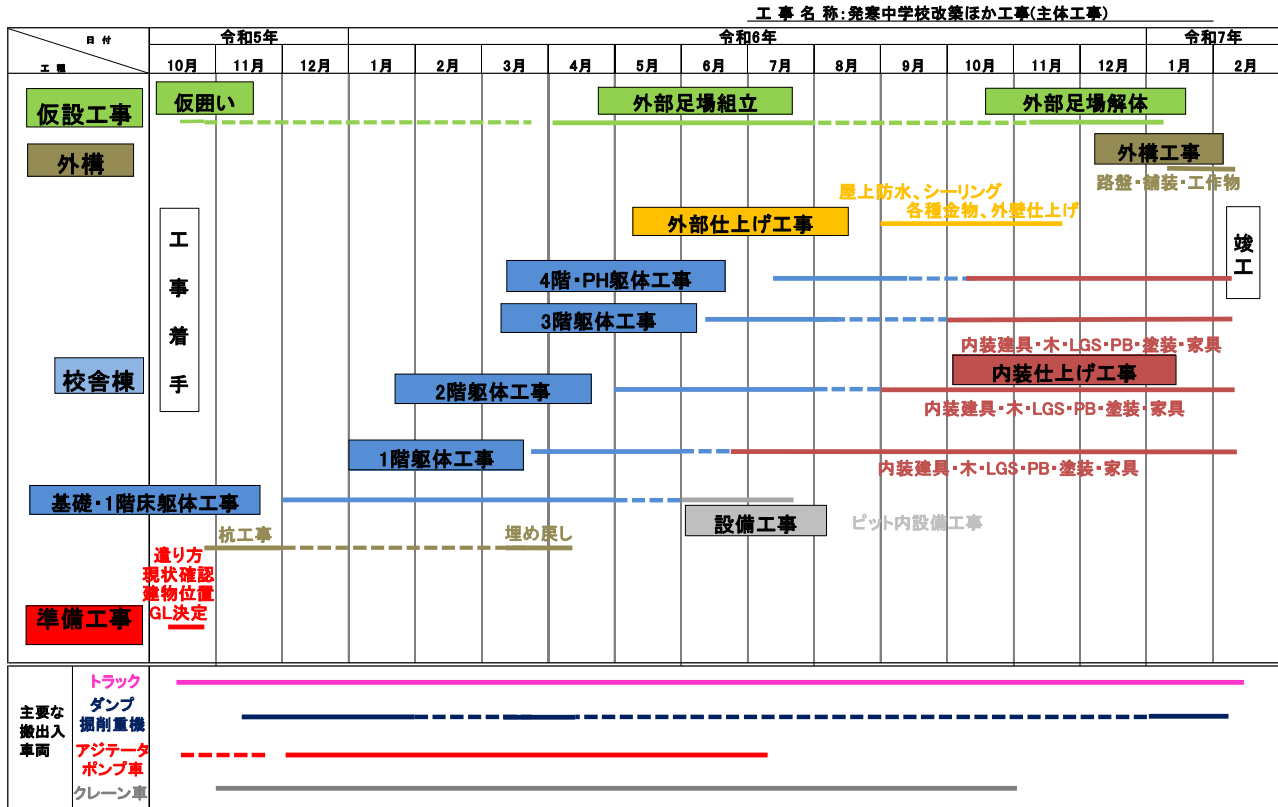 工 事 名 称:発寒中学校改築ほか工事(主体工事)
日 付
工 種
令和5年
令和6年
令和7年
10月
11月
12月
1月
2月
3月
4月
5月
6月
7月
8月
9月
10月
11月
12月
1月
2月
仮設工事
仮囲い
外部足場組立
外部足場解体
外構
外構工事
路盤・舗装・工作物
屋上防水、シーリング
各種金物、外壁仕上げ
外部仕上げ工事
工事着手
竣工
4階・PH躯体工事
3階躯体工事
内装建具・木・LGS・PB・塗装・家具
校舎棟
内装仕上げ工事
2階躯体工事
内装建具・木・LGS・PB・塗装・家具
1階躯体工事
内装建具・木・LGS・PB・塗装・家具
基礎・1階床躯体工事
設備工事
ピット内設備工事
杭工事
埋め戻し
遣り方
現状確認
建物位置
GL決定
準備工事
主要な
搬出入
車両
トラック
ダンプ
掘削重機
アジテータ
ポンプ車
クレーン車